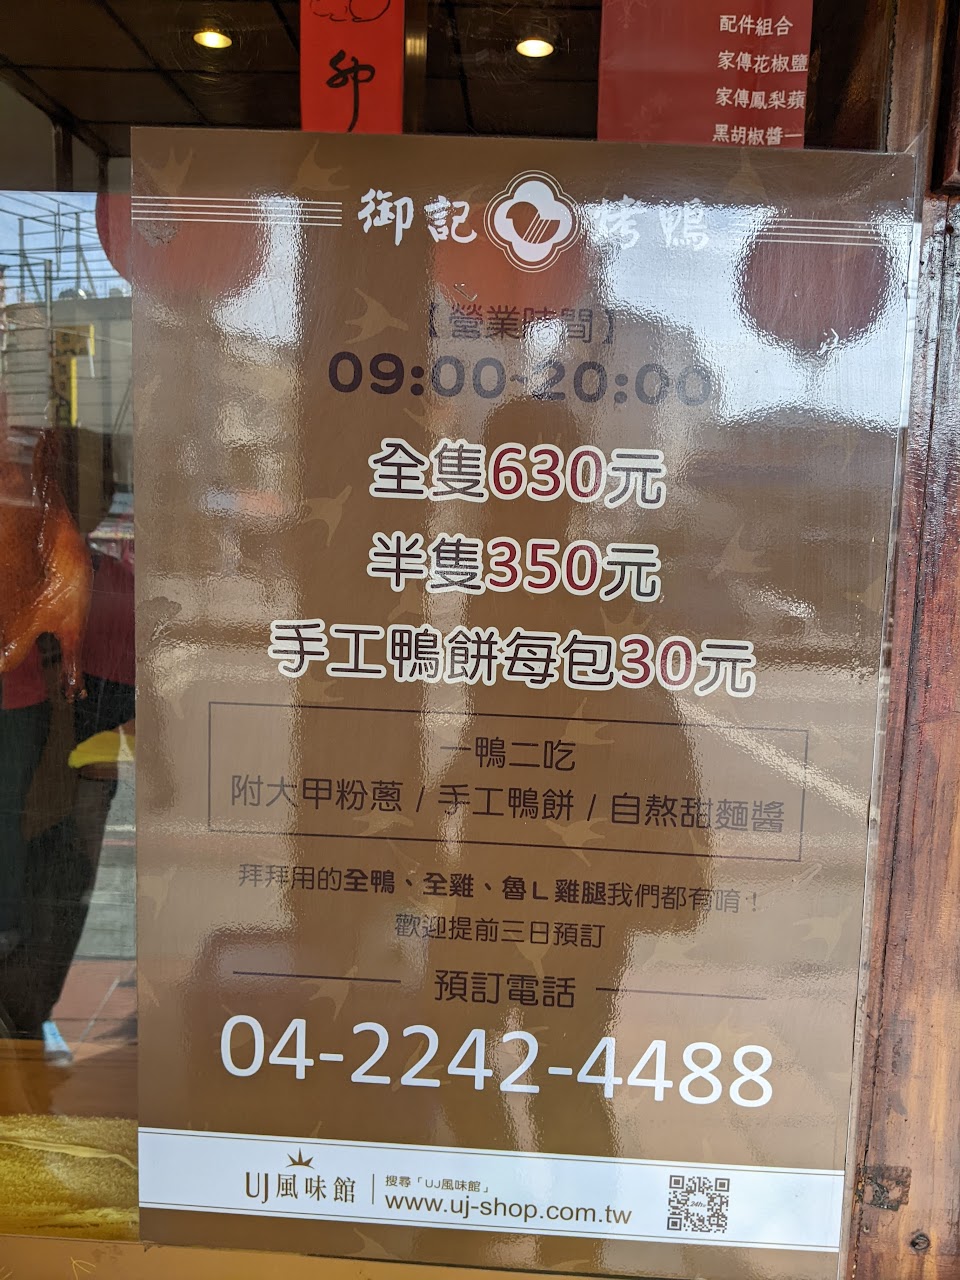 配件組合
家傳花椒鹽
家傳鳳梨蘋
黑胡椒醬一
卯
御記 烤鴨
【營業時間】
09:00~20:00
全隻630元
半隻350元
手工鴨餅每包30元
一鴨二吃
附大甲粉蔥 / 手工鴨餅 / 自熬甜麵醬
拜拜用的全鴨、全雞、魯L雞腿我們都有唷！
歡迎提前三日預訂
預訂電話
04-2242-4488
UJ風味館
搜尋「UJ風味館」
www.uj-shop.com.tw